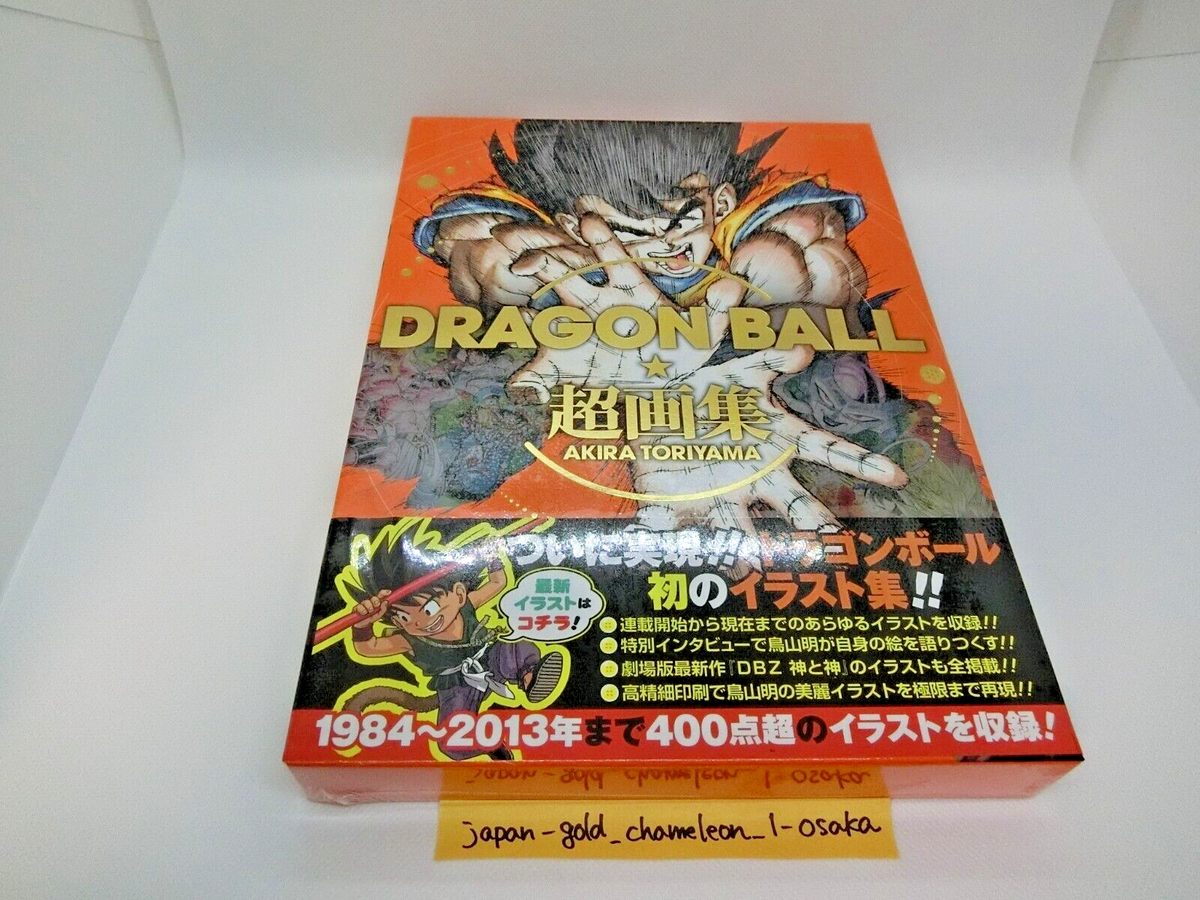 DRAGON BALL
超画集
AKIRA TORIYAMA
ついに実現!!ドラゴンボール
初のイラスト集!!
最新
イラストは
コチラ!
連載開始から現在までのあらゆるイラストを収録!!
特別インタビューで鳥山明が自身の絵を語りつくす!!
劇場版最新作『DBZ 神と神』のイラストも全掲載!!
高精細印刷で鳥山明の美麗イラストを極限まで再現!!
1984～2013年まで400点超のイラストを収録!
japan-gold_chameleon_1-osaka